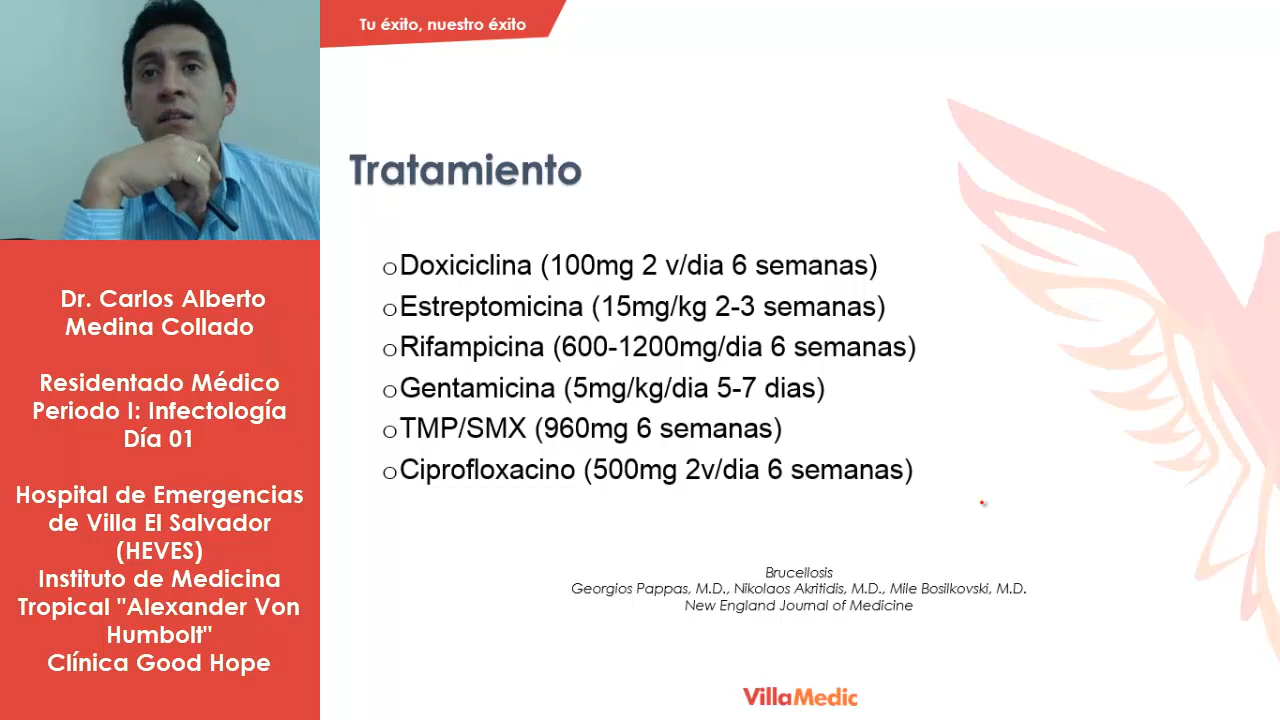 Tu éxito, nuestro éxito
Tratamiento
oDoxiciclina (100mg 2 v/dia 6 semanas)
oEstreptomicina (15mg/kg 2-3 semanas)
oRifampicina (600-1200mg/dia 6 semanas)
oGentamicina (5mg/kg/dia 5-7 dias)
oTMP/SMX (960mg 6 semanas)
oCiprofloxacino (500mg 2v/dia 6 semanas)
Brucellosis
Georgios Pappas, M.D., Nikolaos Akritidis, M.D., Mile Bosilkovski, M.D.
New England Journal of Medicine
VillaMedic
Dr. Carlos Alberto
Medina Collado
Residentado Médico
Periodo I: Infectología
Día 01
Hospital de Emergencias
de Villa El Salvador
(HEVES)
Instituto de Medicina
Tropical "Alexander Von
Humbolt"
Clínica Good Hope